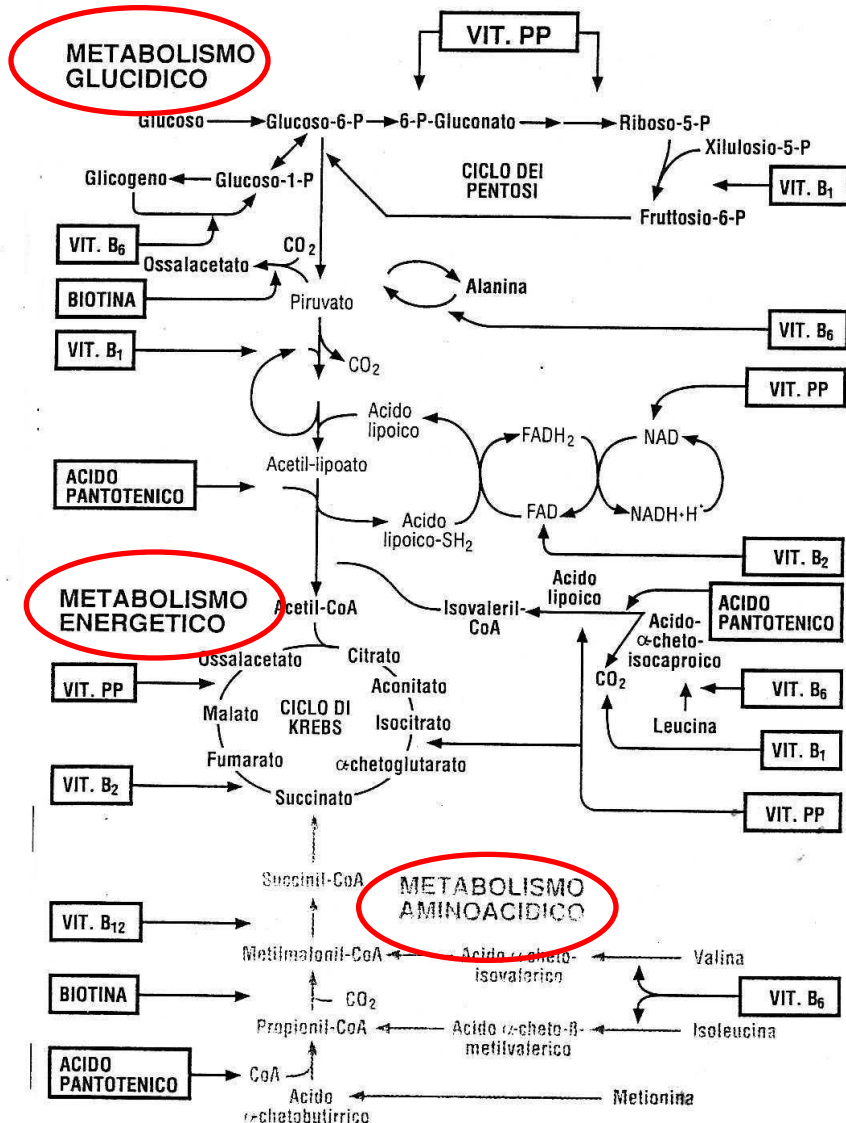 METABOLISMO
GLUCIDICO
VIT. PP
Glucoso
Glucoso-6-P
6-P-Gluconato
Riboso-5-P
Xilulosio-5-P
Glicogeno
Glucoso-1-P
CICLO DEI
PENTOSI
VIT. B1
Fruttosio-6-P
VIT. B6
CO2
Ossalacetato
BIOTINA
Piruvato
Alanina
VIT. B6
VIT. B1
CO2
VIT. PP
Acido
lipoico
FADH2
NAD
Acetil-lipoato
ACIDO
PANTOTENICO
Acido
lipoico-SH2
FAD
NADH+H+
VIT. B2
METABOLISMO
ENERGETICO
Acetil-CoA
Isovaleril-
CoA
Acido
lipoico
ACIDO
PANTOTENICO
Acido-
α-cheto-
isocaproico
Ossalacetato
Citrato
VIT. PP
Aconitato
CO2
VIT. B6
Malato
CICLO DI
KREBS
Isocitrato
Leucina
Fumarato
α-chetoglutarato
VIT. B1
VIT. B2
Succinato
VIT. PP
Succinil-CoA
METABOLISMO
AMINOACIDICO
VIT. B12
Metilmalonil-CoA
Acido α-cheto-
isovalerico
Valina
BIOTINA
CO2
VIT. B6
Propionil-CoA
Acido α-cheto-ß-
metilvalerico
Isoleucina
ACIDO
PANTOTENICO
CoA
Acido
α-chetobutirrico
Metionina